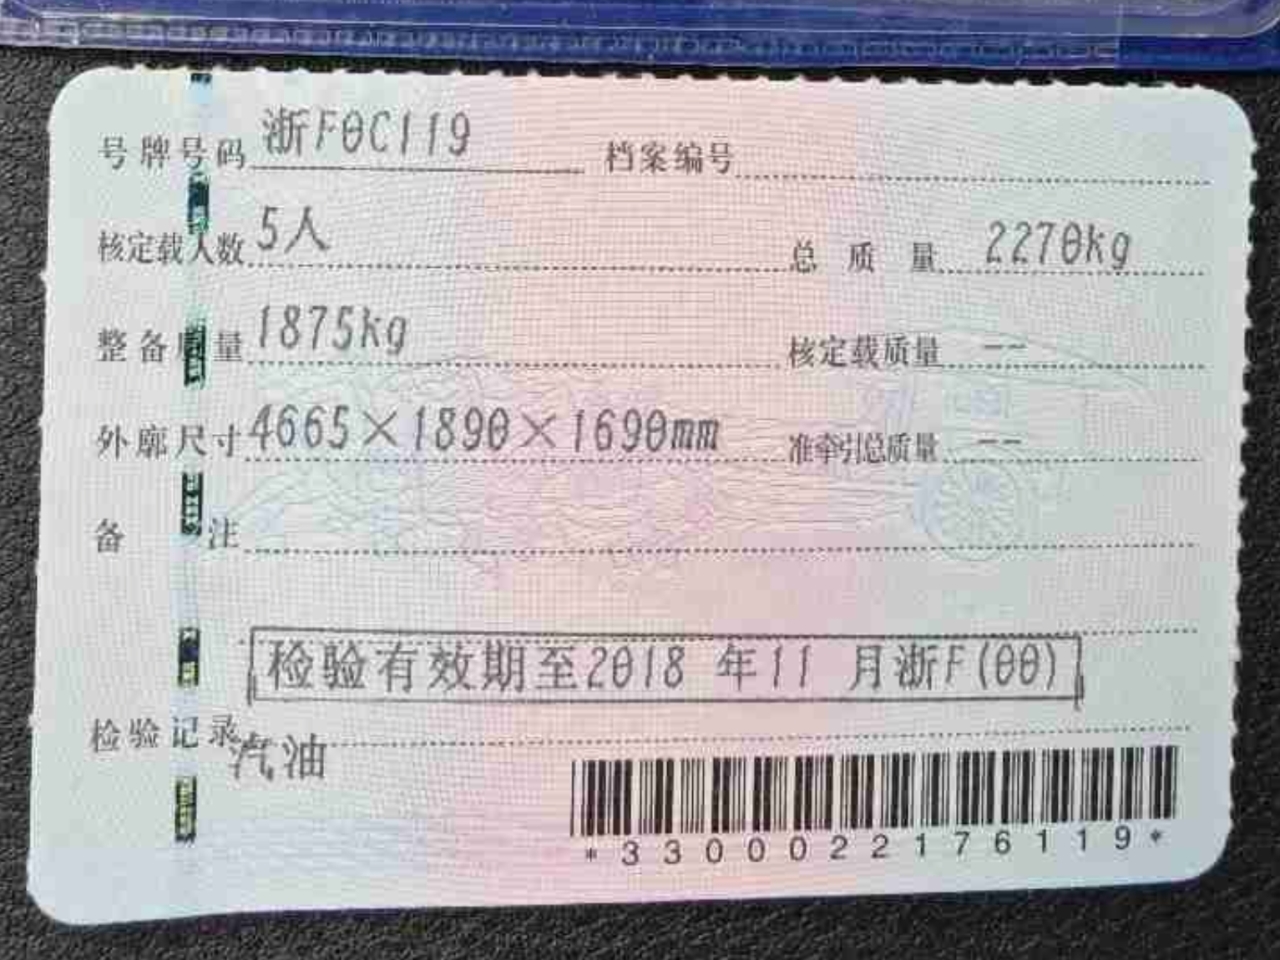 号牌号码 浙F0C119 档案编号
核定载人数 5人 总质量 2270kg
整备质量 1875kg 核定载质量 --
外廓尺寸 4665×1890×1690mm 准牵引总质量 --
备注
检验有效期至2018 年11 月浙F(00)
检验记录
汽油
*3300022176119*